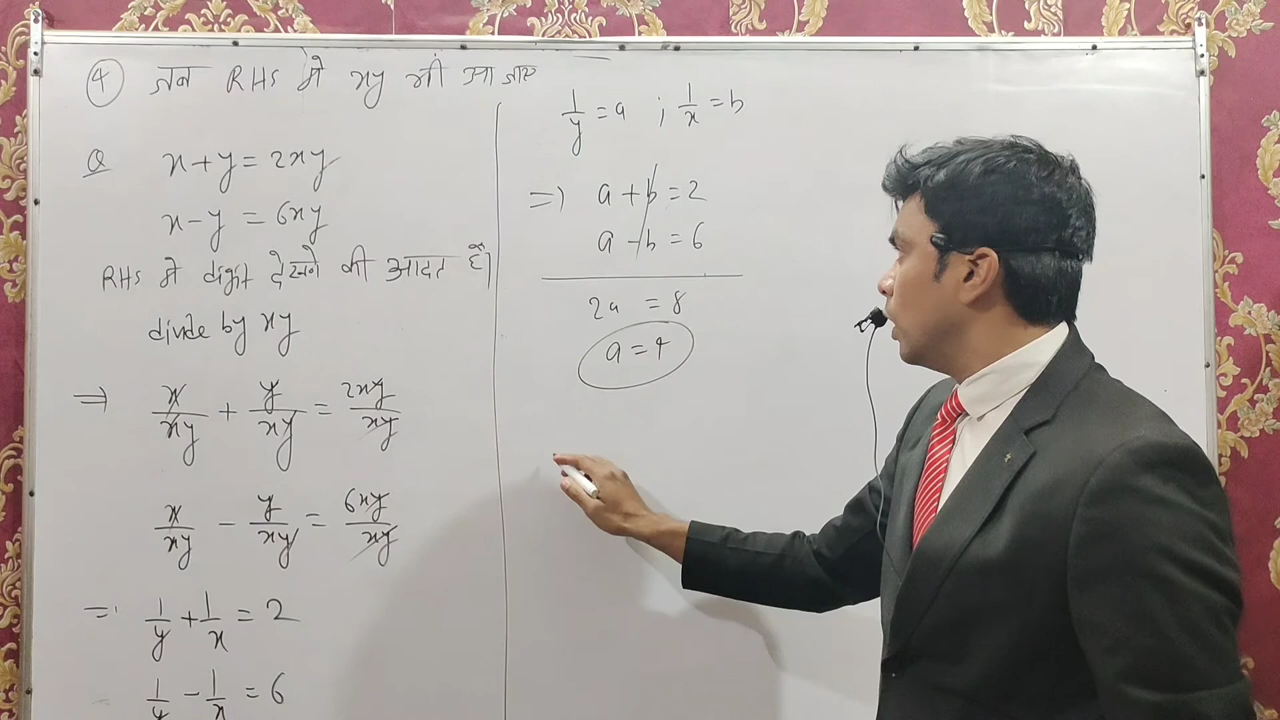 ④ जब RHS में xy भी आ जाए
Q x + y = 2xy
x - y = 6xy
RHS में digit देखने की आदत है।
divide by xy
⇒ x/xy + y/xy = 2xy/xy
x/xy - y/xy = 6xy/xy
⇒ 1/y + 1/x = 2
1/y - 1/x = 6
1/y = a ; 1/x = b
⇒ a + b = 2
a - b = 6
2a = 8
a = 4